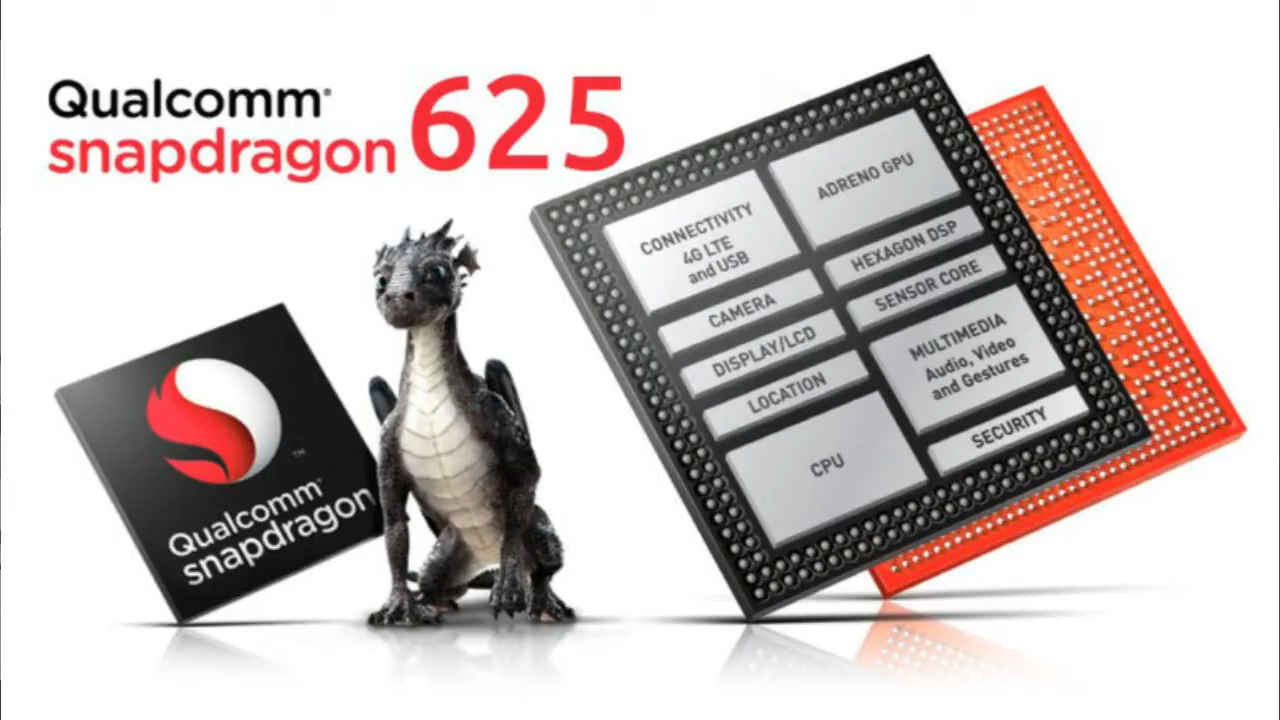 Qualcomm®
snapdragon 625
CONNECTIVITY
4G LTE
and USB
ADRENO GPU
HEXAGON DSP
SENSOR CORE
CAMERA
DISPLAY/LCD
LOCATION
MULTIMEDIA
Audio, Video
and Gestures
CPU
SECURITY
™
Qualcomm®
snapdragon